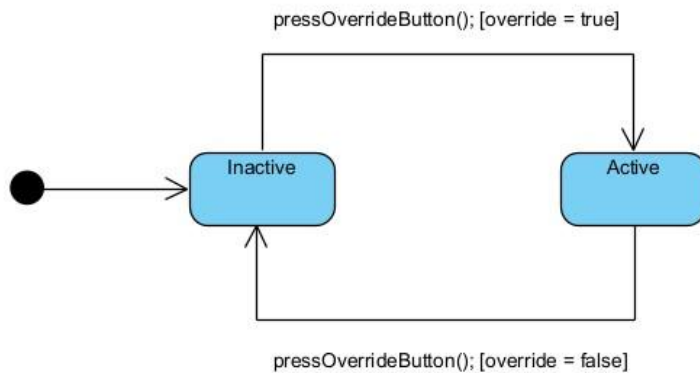 pressOverrideButton(); [override = true]
Inactive
Active
pressOverrideButton(); [override = false]